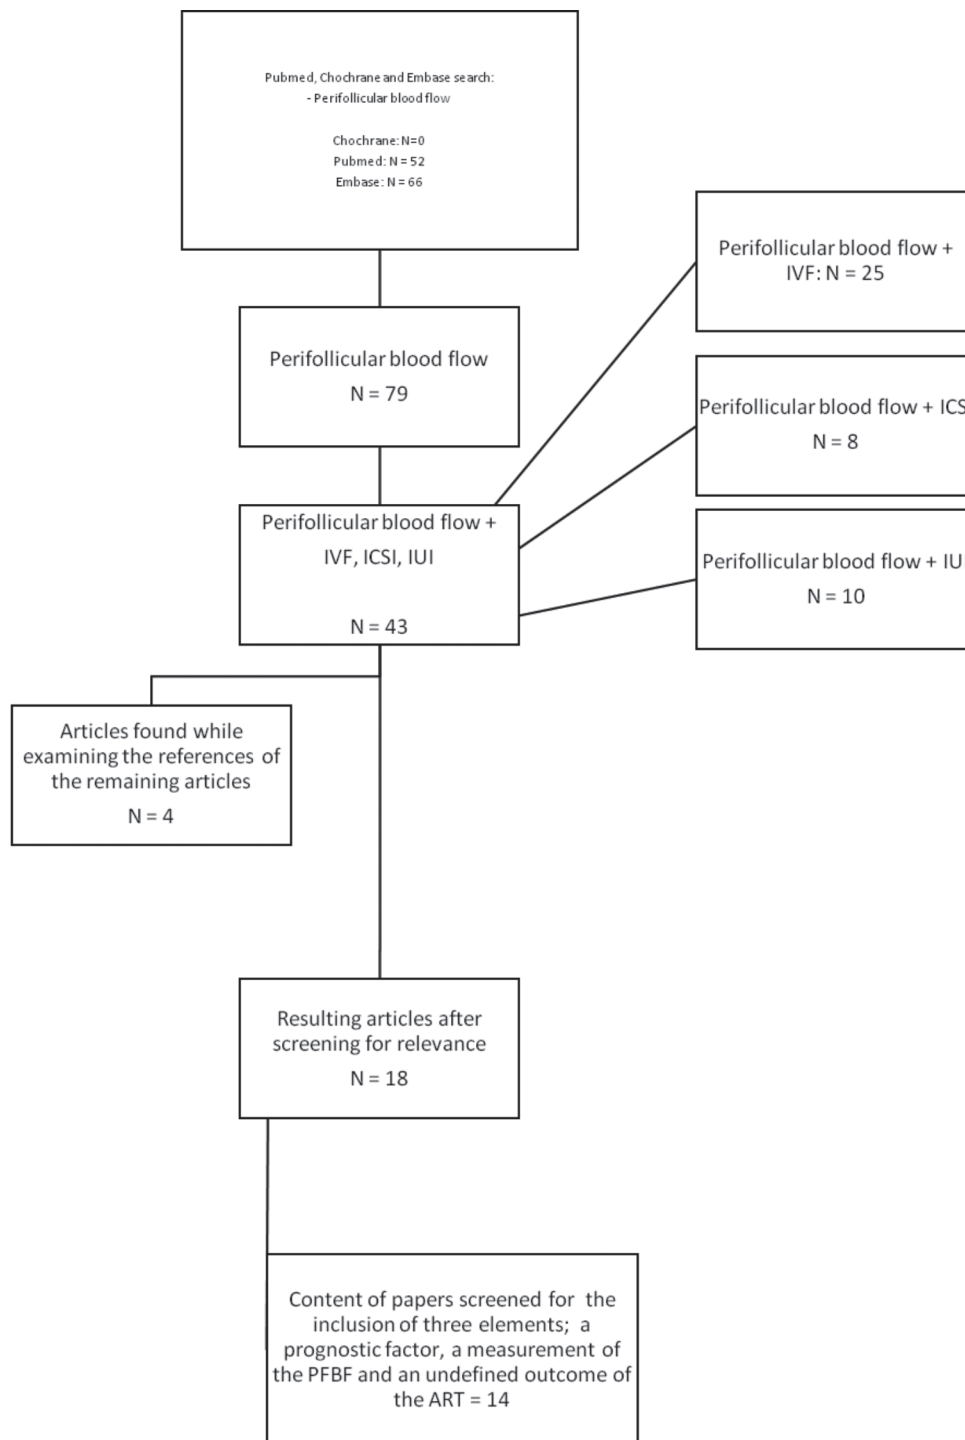 Pubmed, Chochrane and Embase search:
- Perifollicular blood flow
Chochrane: N=0
Pubmed: N = 52
Embase: N = 66
Perifollicular blood flow +
IVF: N = 25
Perifollicular blood flow
N = 79
Perifollicular blood flow + ICS
N = 8
Perifollicular blood flow +
IVF, ICSI, IUI
N = 43
Perifollicular blood flow + IU
N = 10
Articles found while
examining the references of
the remaining articles
N = 4
Resulting articles after
screening for relevance
N = 18
Content of papers screened for the
inclusion of three elements; a
prognostic factor, a measurement of
the PFBF and an undefined outcome of
the ART = 14